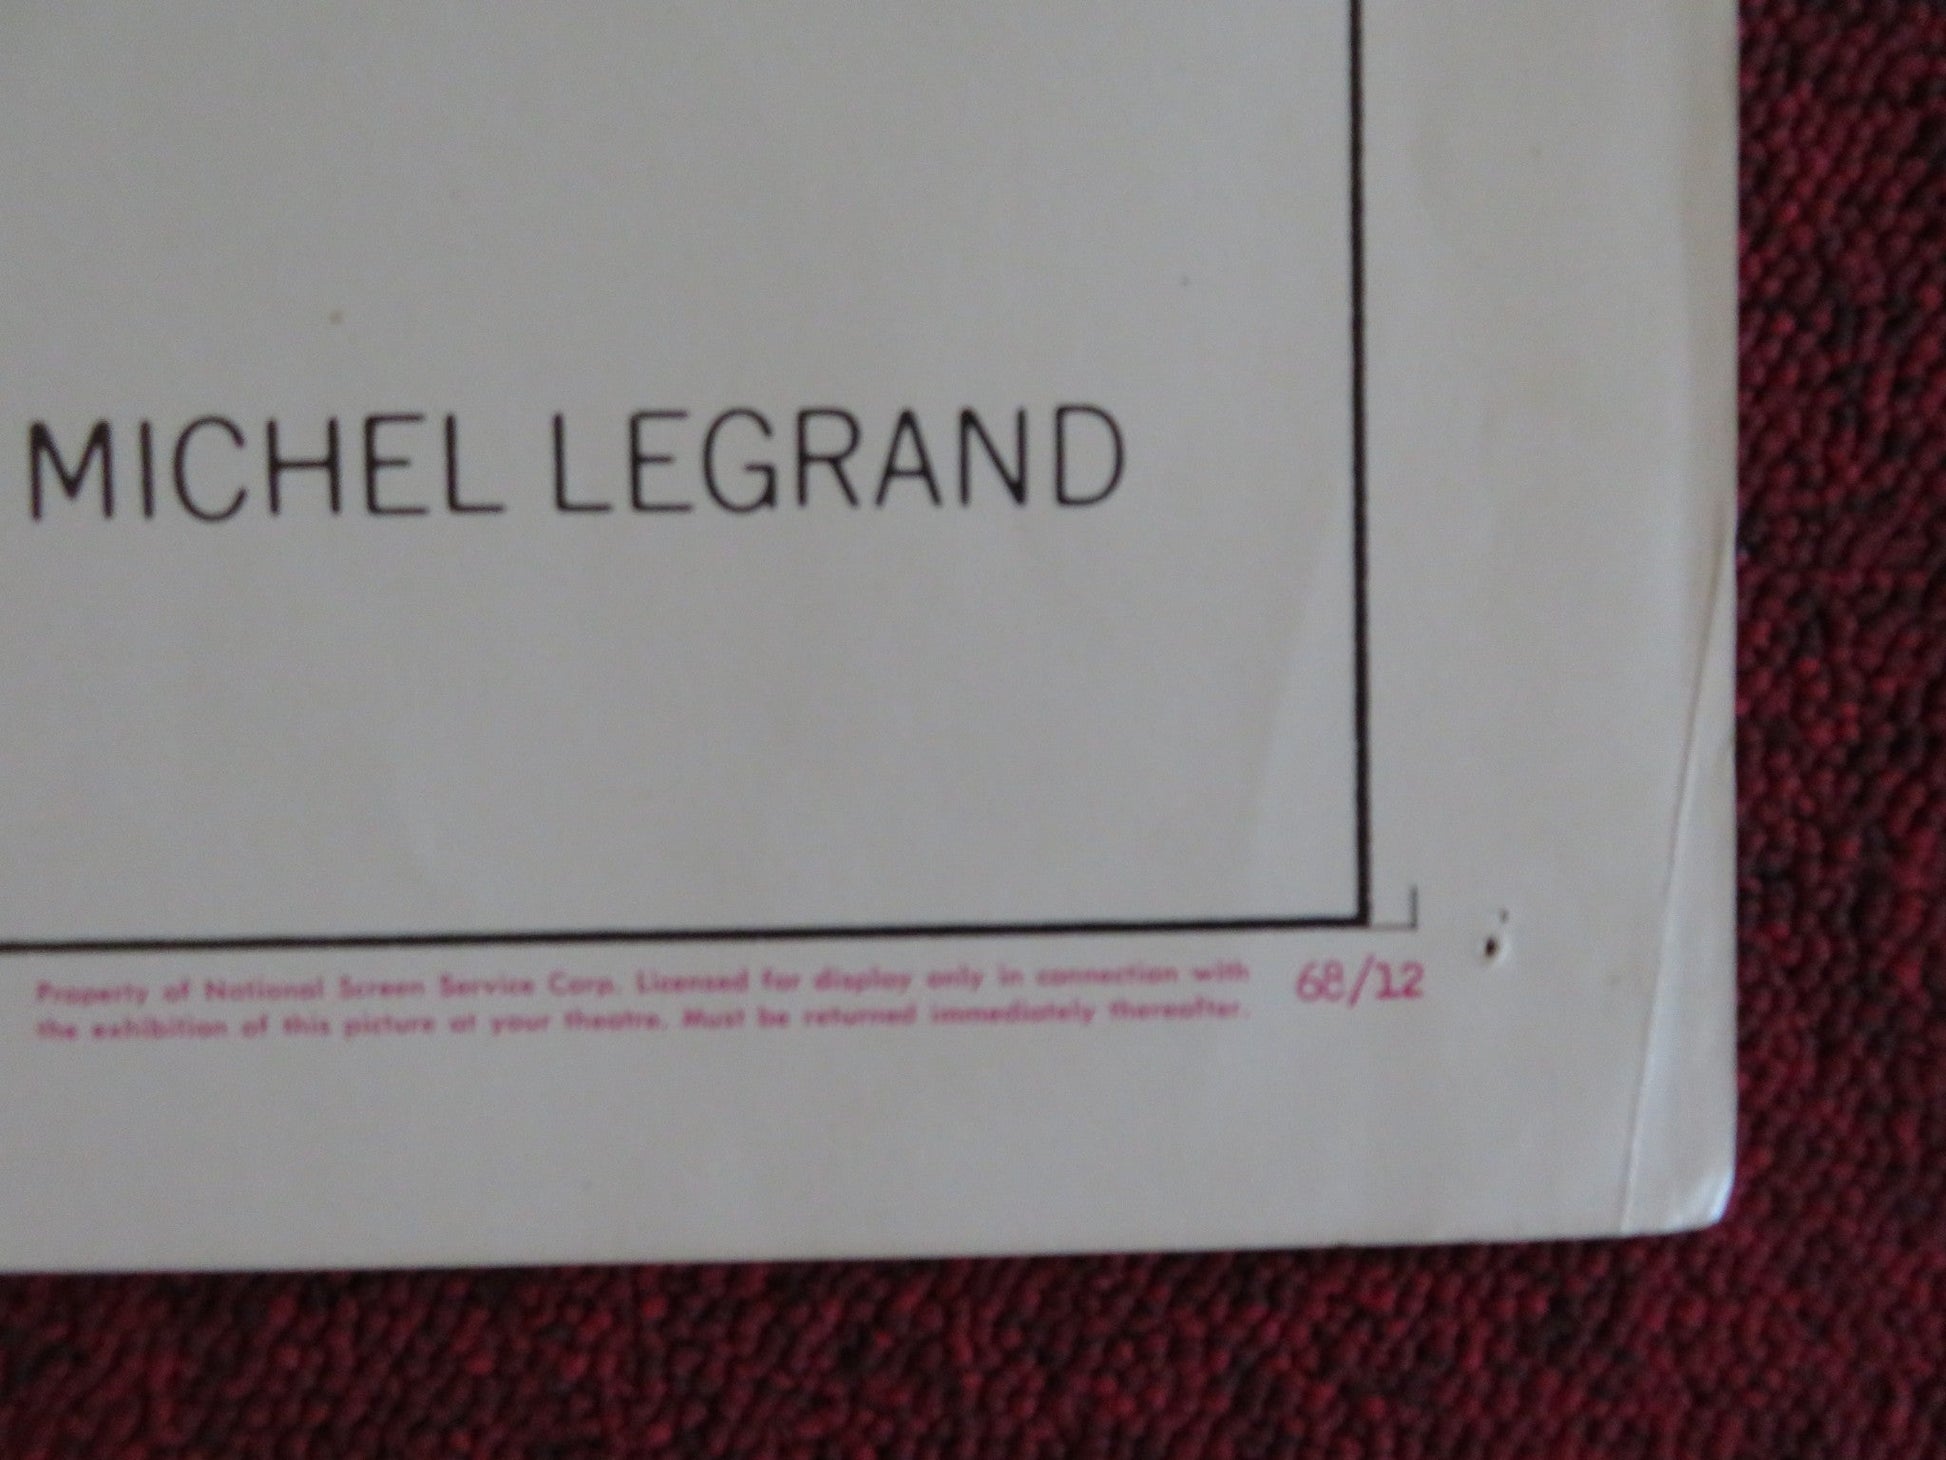 MICHEL LEGRAND
Property of National Screen Service Corp. Licensed for display only in connection with
the exhibition of this picture at your theatre. Must be returned immediately thereafter.
68/12